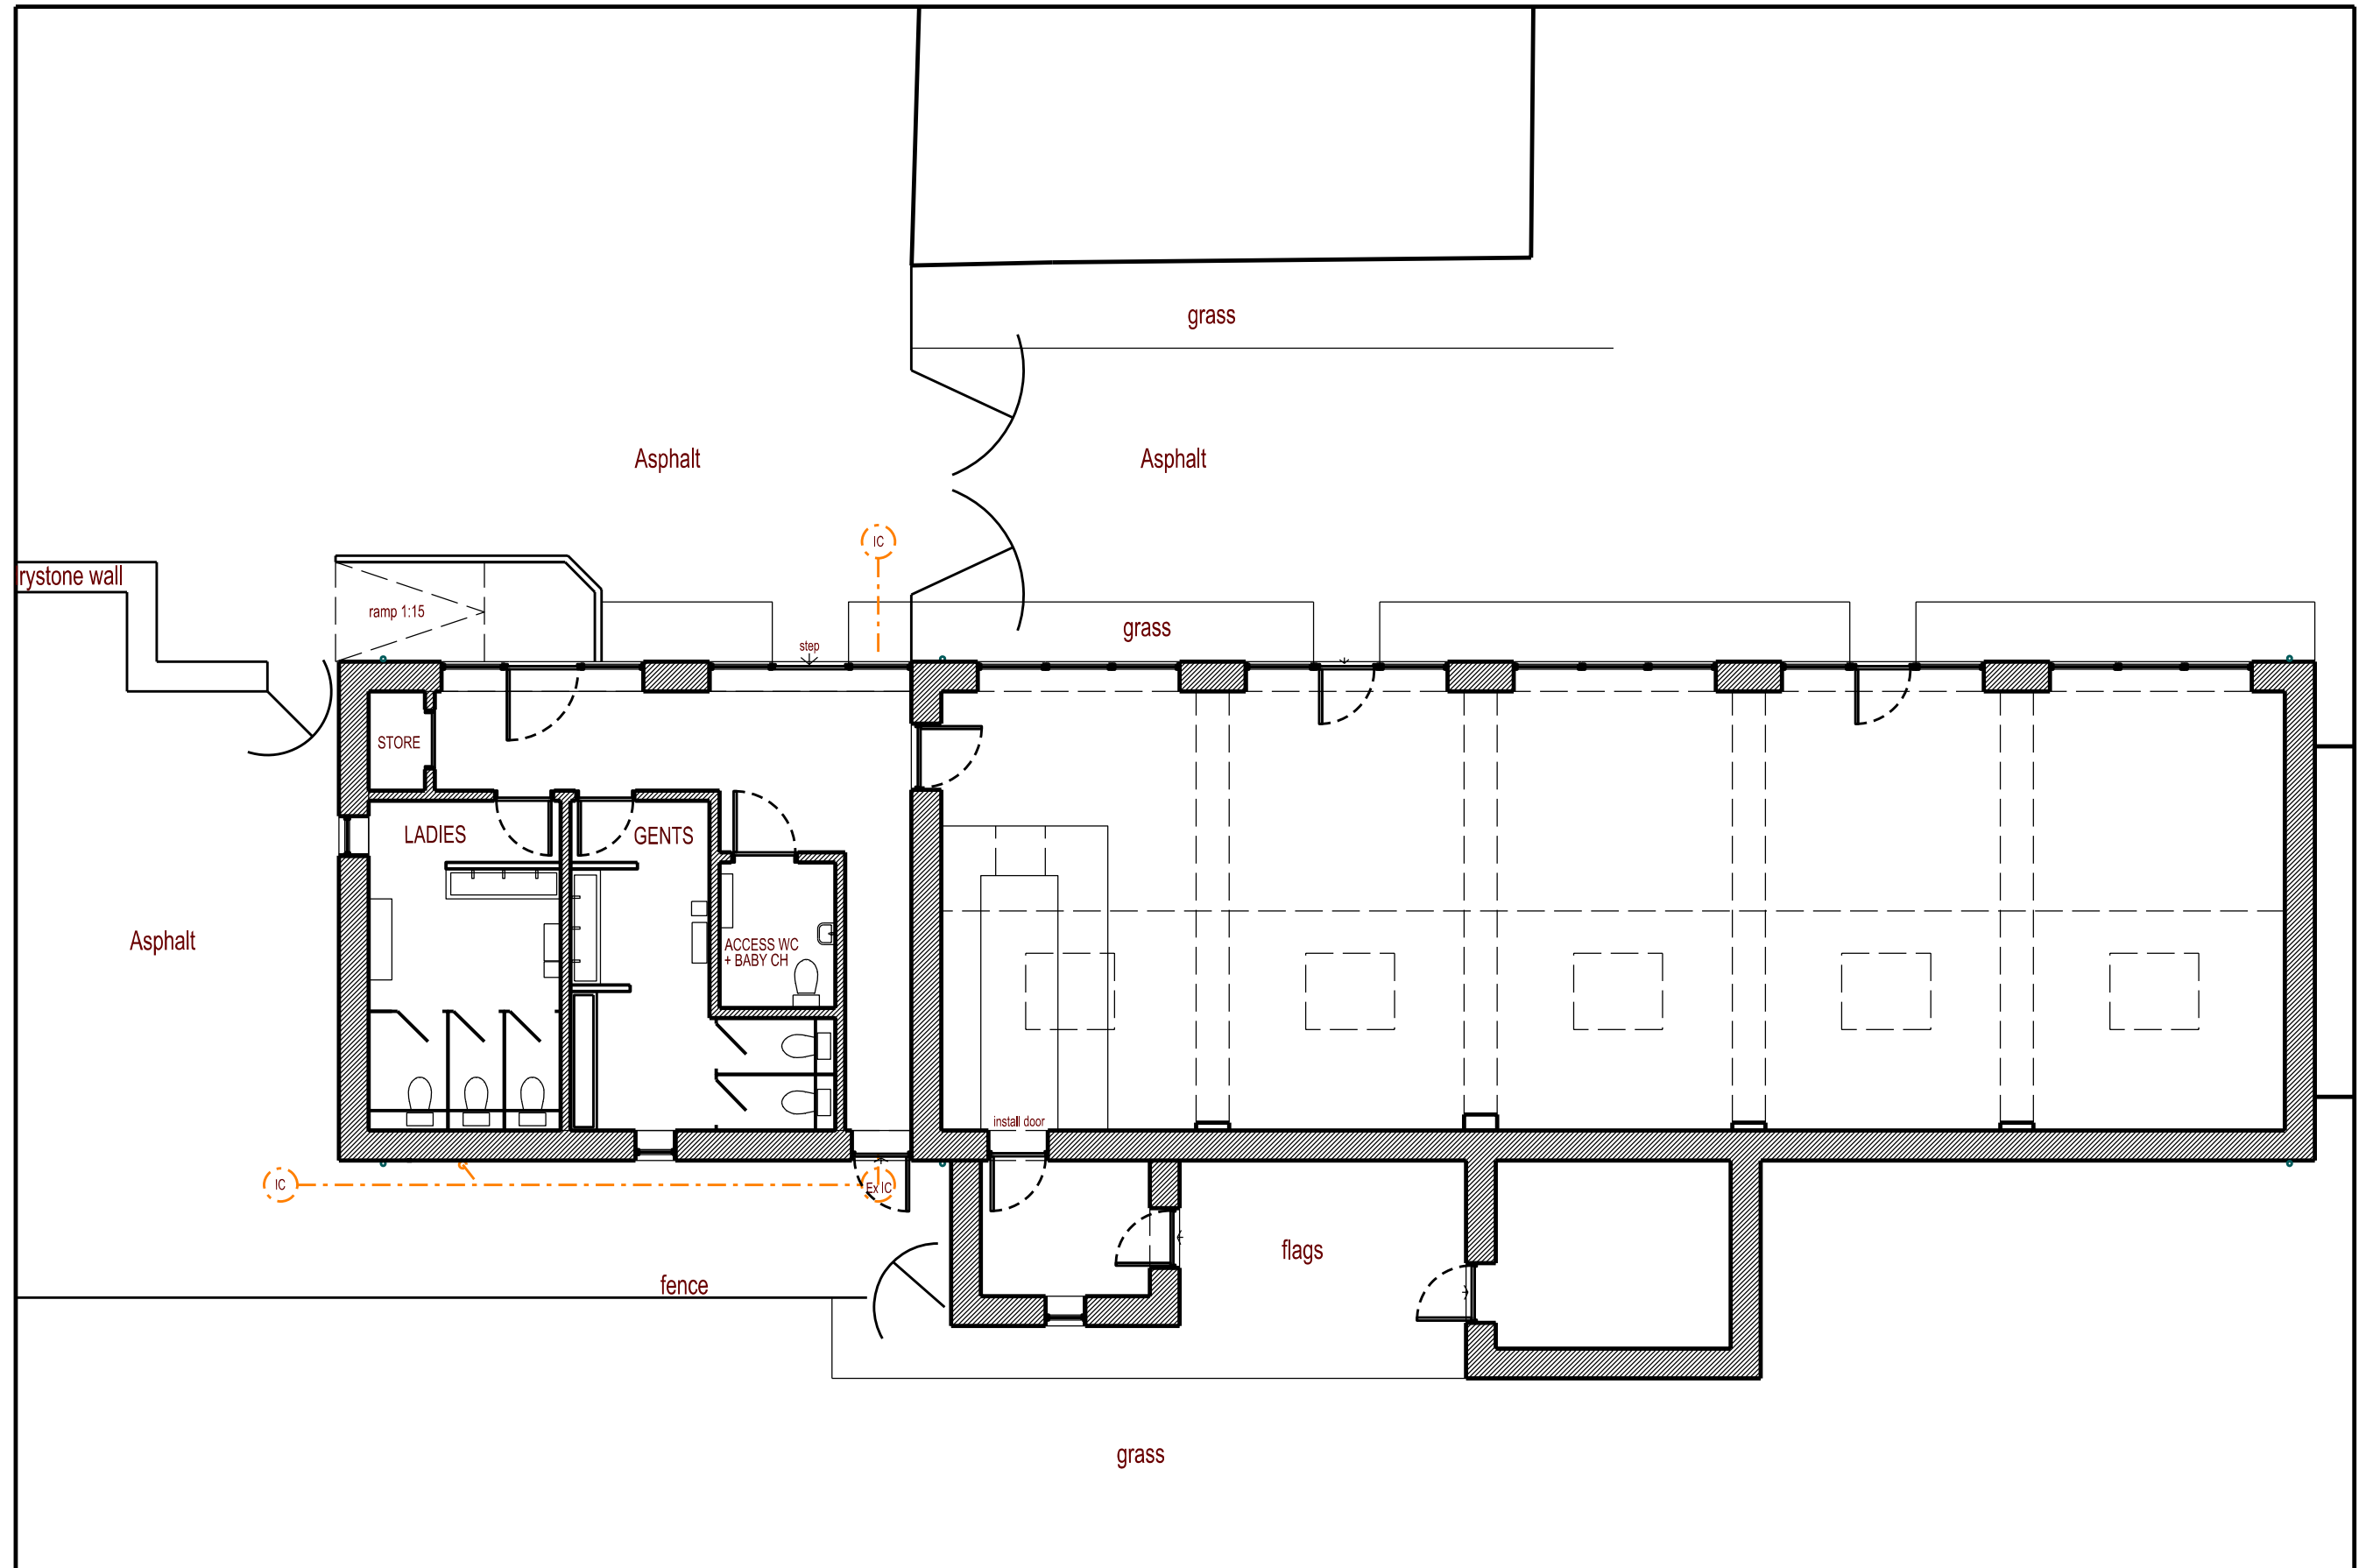 grass
Asphalt
Asphalt
IC
rystone wall
ramp 1:15
grass
step
STORE
LADIES
GENTS
Asphalt
ACCESS WC
+ BABY CH
install door
IC
Ex IC
flags
fence
grass